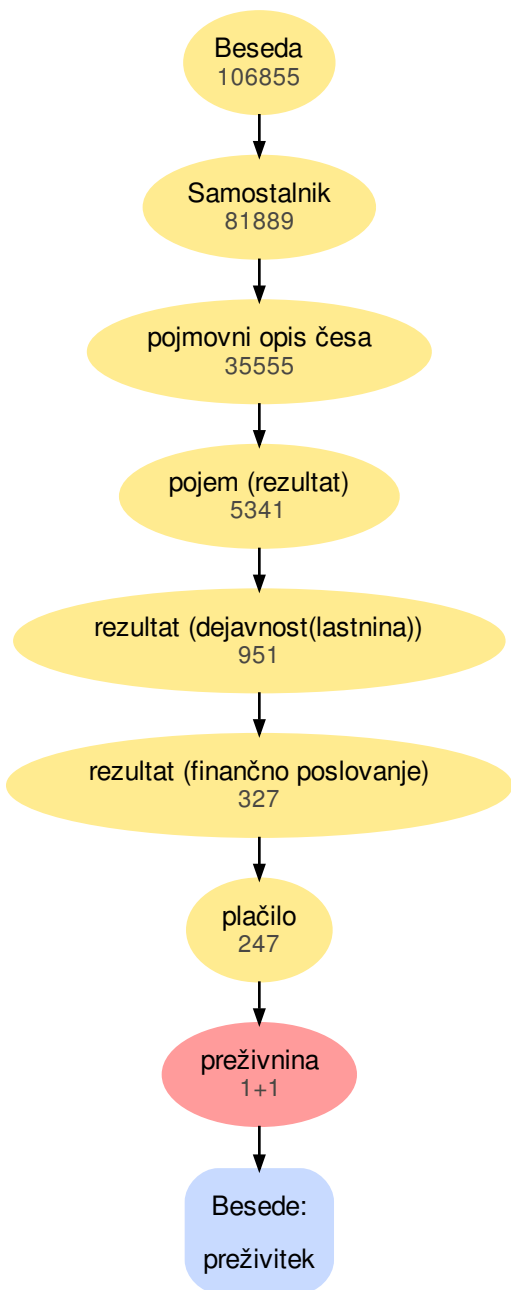 Beseda
106855
Samostalnik
81889
pojmovni opis česa
35555
pojem (rezultat)
5341
rezultat (dejavnost(lastnina))
951
rezultat (finančno poslovanje)
327
plačilo
247
preživnina
1+1
Besede:
preživitek